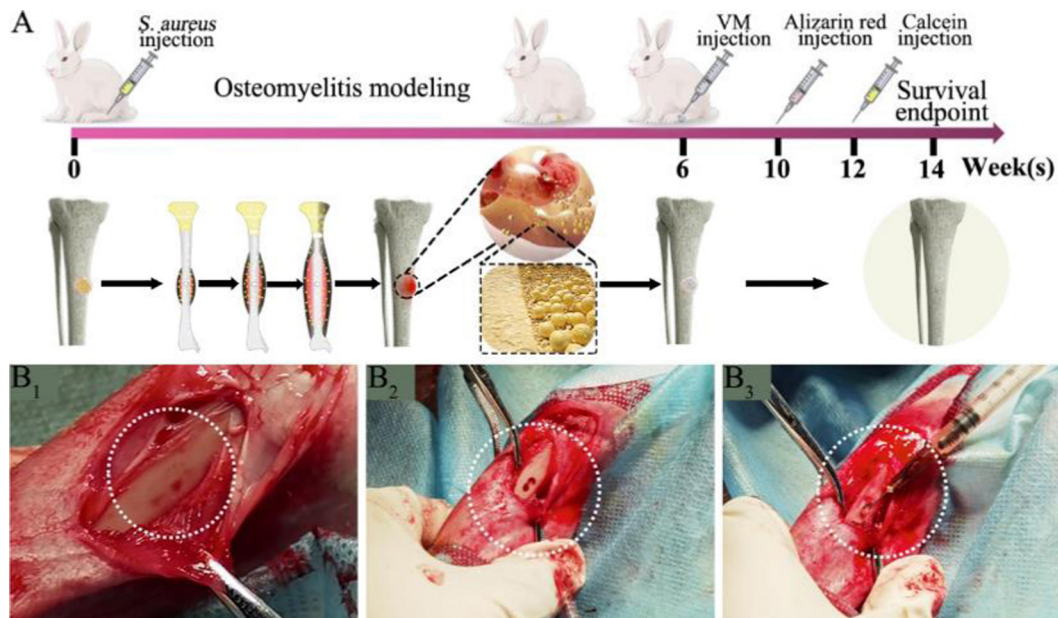 A
S. aureus
injection
Osteomyelitis modeling
VM
injection
Alizarin red
injection
Calcein
injection
Survival
endpoint
0
6
10
12
14
Week(s)
B1
B2
B3